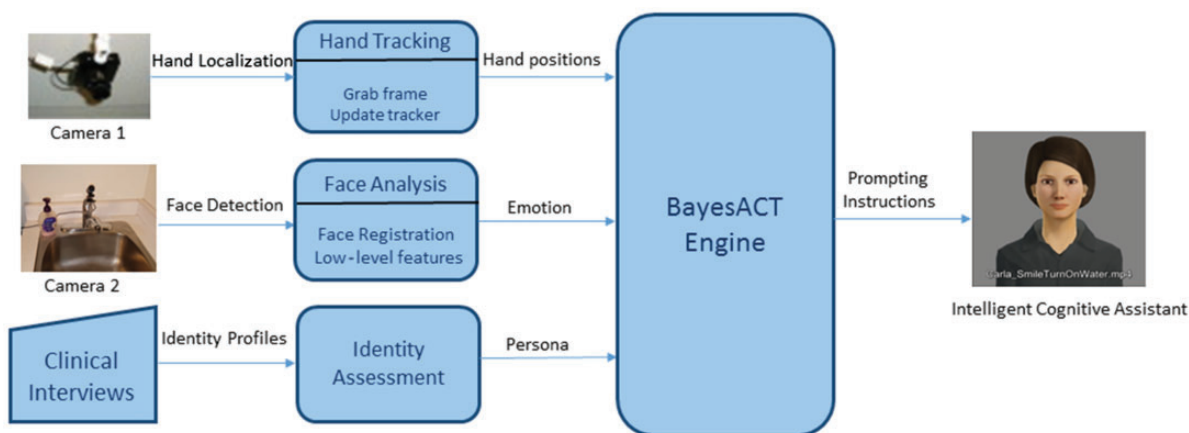 Hand Tracking
Hand Localization
Hand positions
Grab frame
Update tracker
Camera 1
Face Analysis
Face Detection
Emotion
Face Registration
Low-level features
Camera 2
Identity Profiles
Clinical
Interviews
Identity
Assessment
Persona
BayesACT
Engine
Prompting
Instructions
Tarla_SmileTurnOnWater.mp4
Intelligent Cognitive Assistant